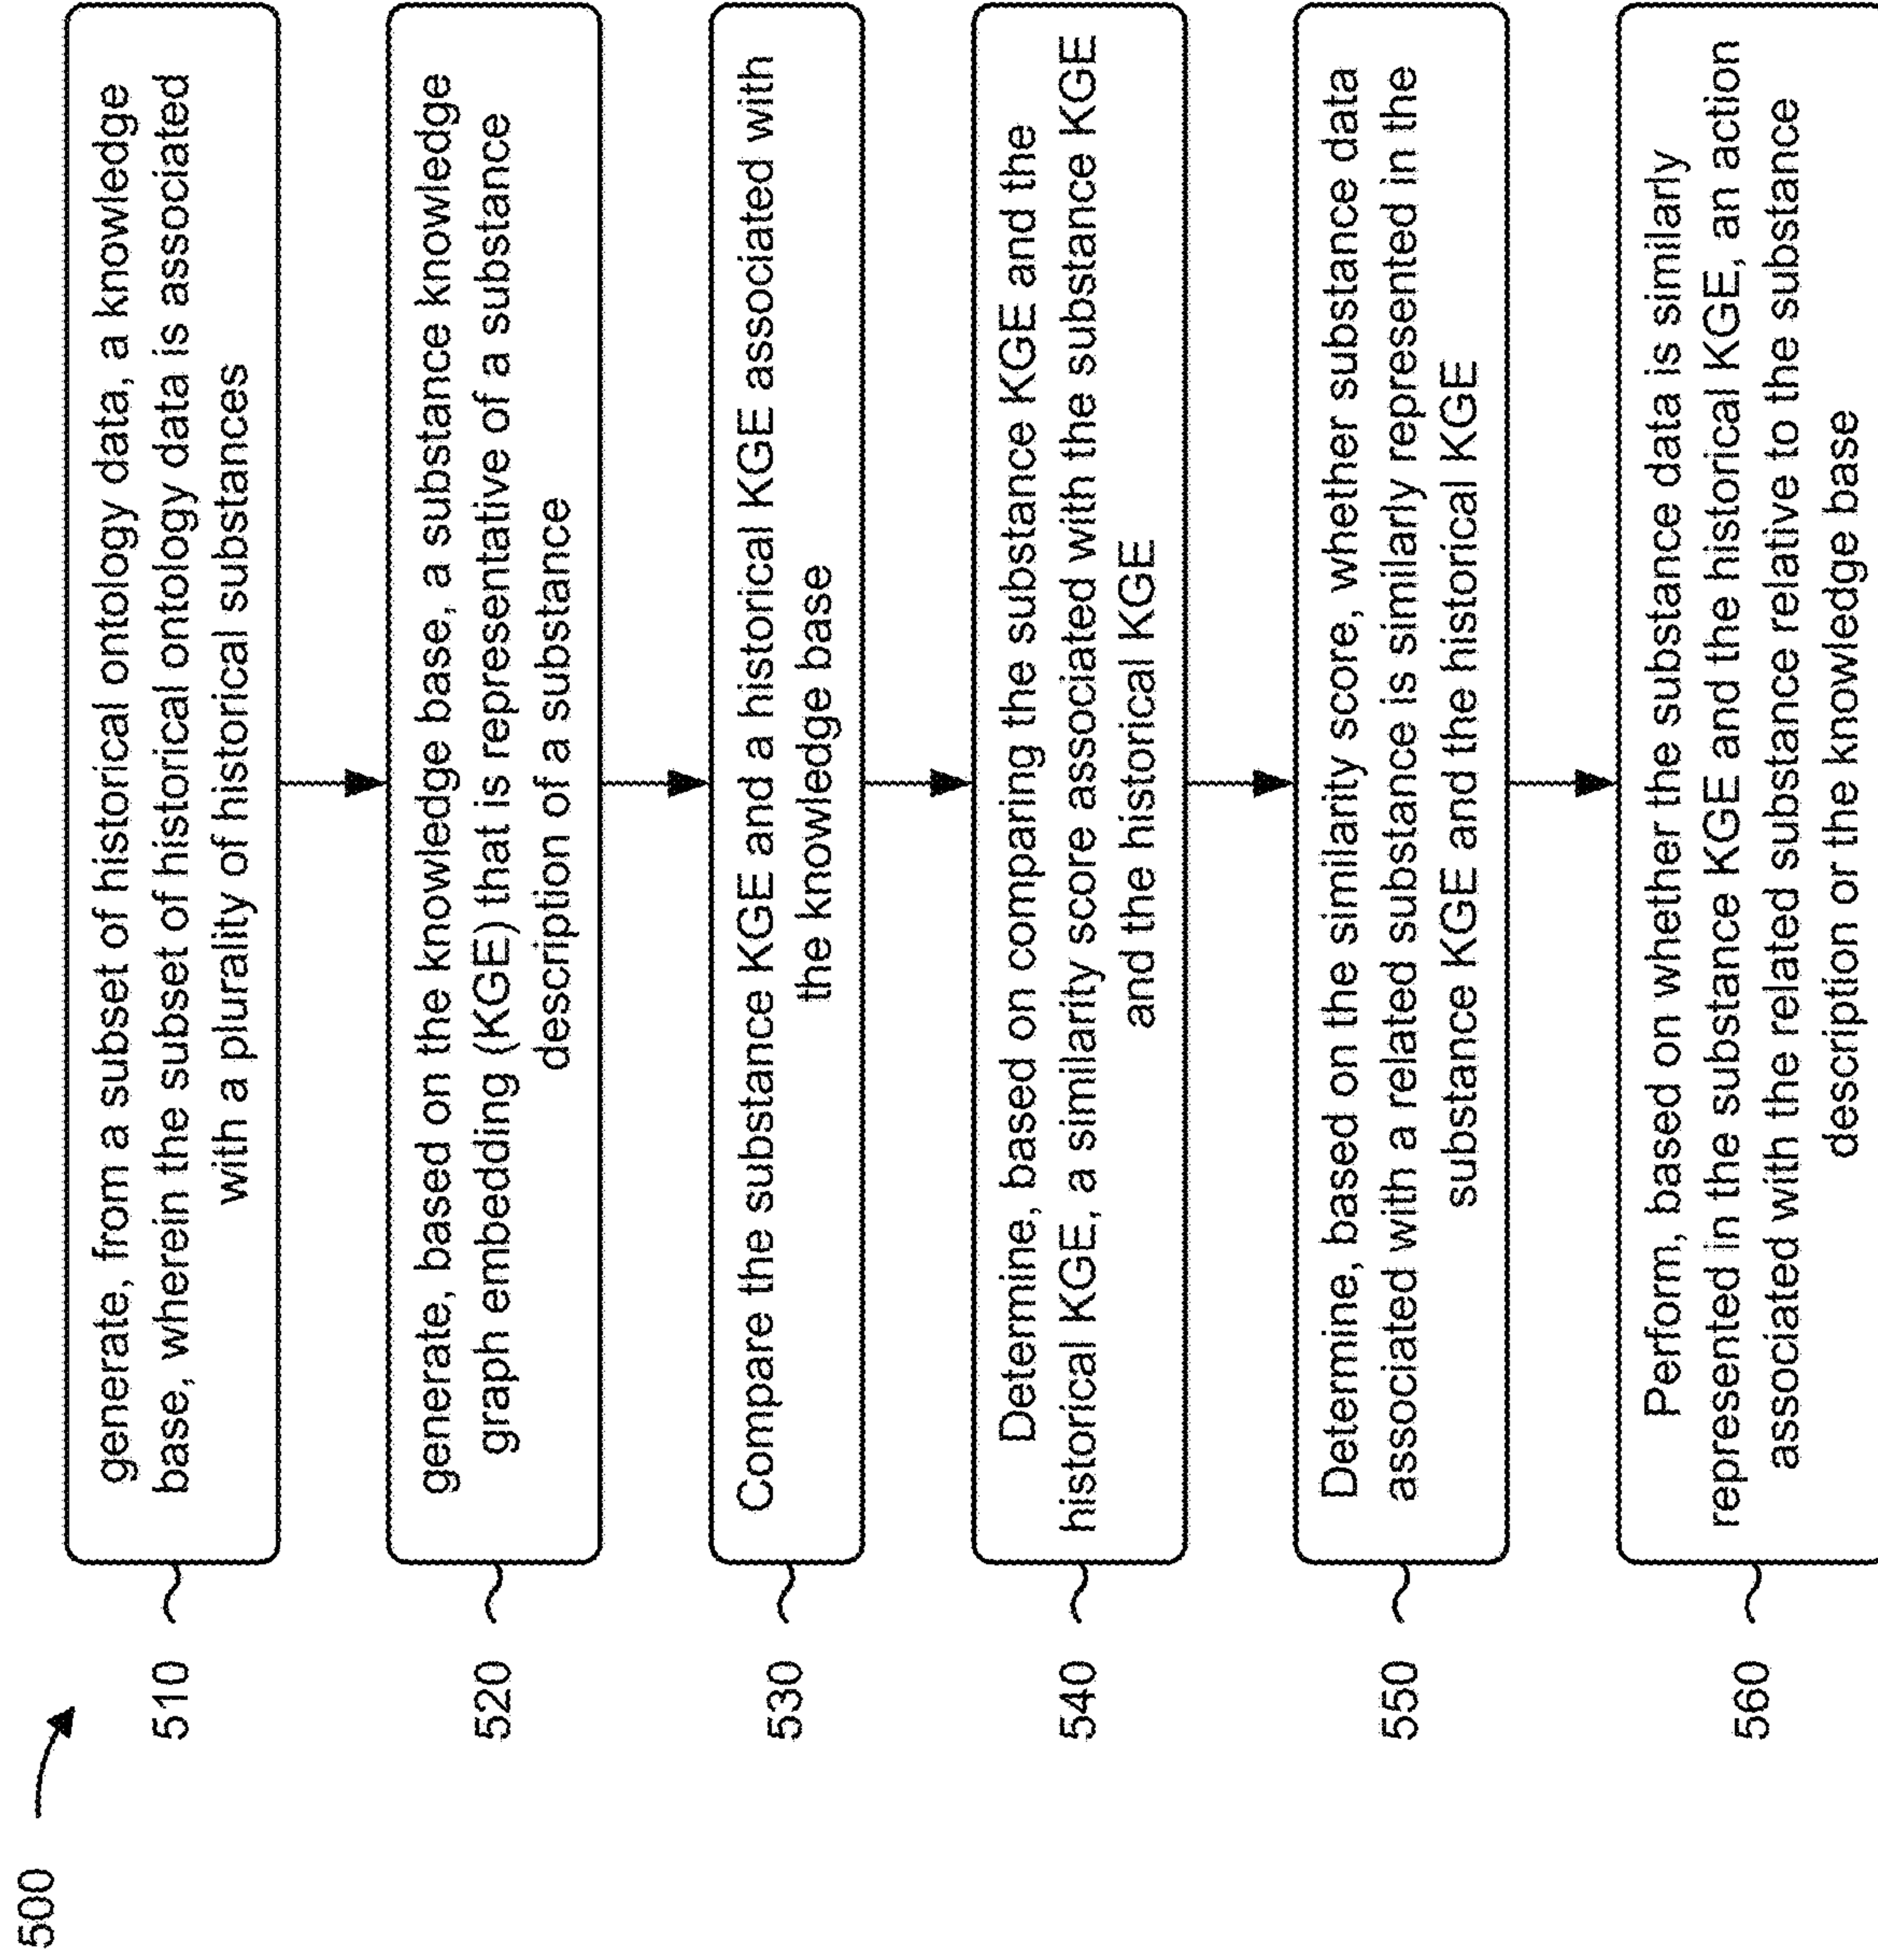 500
510
generate, from a subset of historical ontology data, a knowledge
base, wherein the subset of historical ontology data is associated
with a plurality of historical substances
520
generate, based on the knowledge base, a substance knowledge
graph embedding (KGE) that is representative of a substance
description of a substance
530
Compare the substance KGE and a historical KGE associated with
the knowledge base
540
Determine, based on comparing the substance KGE and the
historical KGE, a similarity score associated with the substance KGE
and the historical KGE
550
Determine, based on the similarity score, whether substance data
associated with a related substance is similarly represented in the
substance KGE and the historical KGE
560
Perform, based on whether the substance data is similarly
represented in the substance KGE and the historical KGE, an action
associated with the related substance relative to the substance
description or the knowledge base